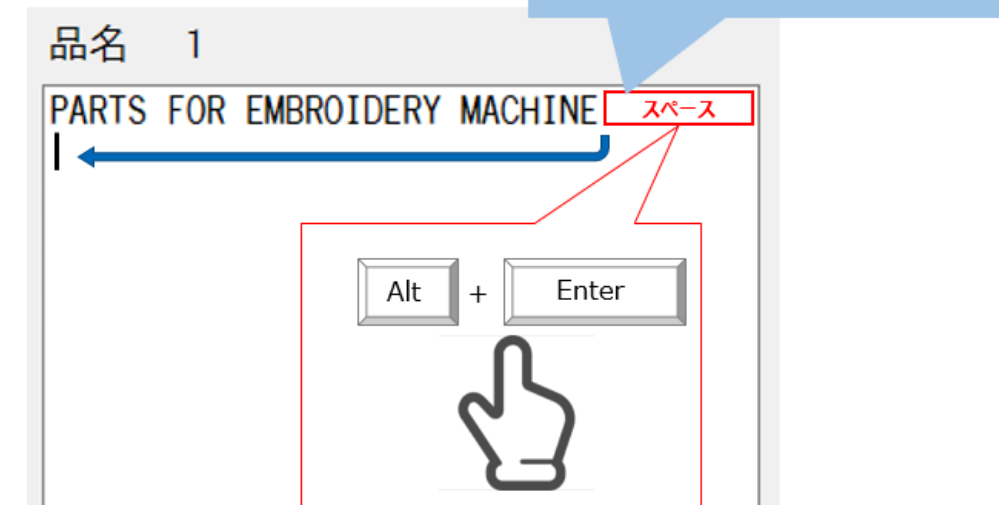 品名 1
PARTS FOR EMBROIDERY MACHINE スペース
Alt + Enter